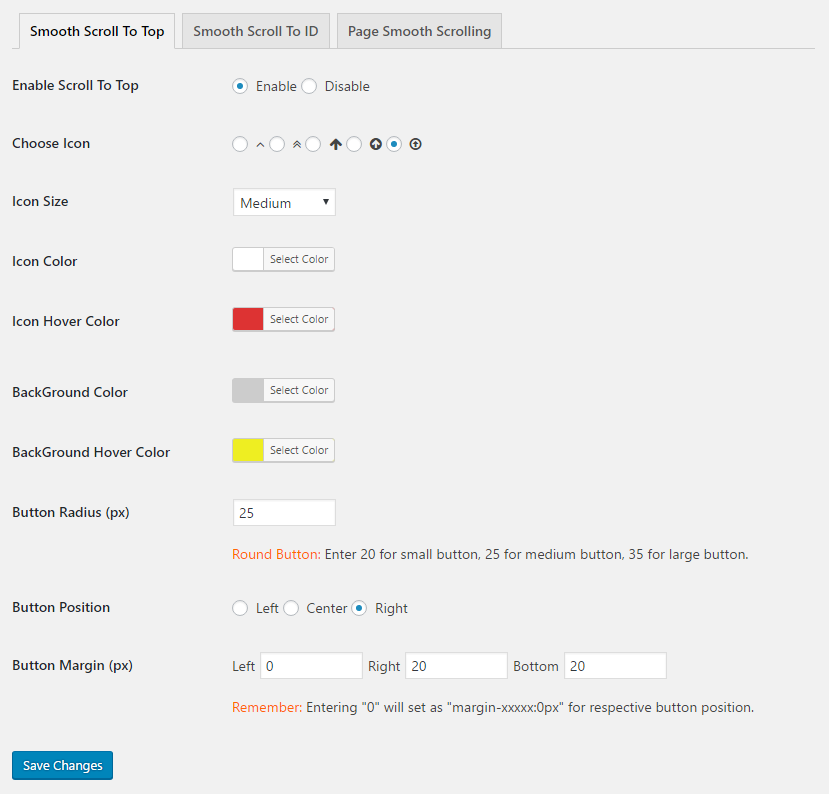 Smooth Scroll To Top Smooth Scroll To ID Page Smooth Scrolling
Enable Scroll To Top Enable Disable
Choose Icon
Icon Size Medium
Icon Color Select Color
Icon Hover Color Select Color
BackGround Color Select Color
BackGround Hover Color Select Color
Button Radius (px) 25
Round Button: Enter 20 for small button, 25 for medium button, 35 for large button.
Button Position Left Center Right
Button Margin (px) Left 0 Right 20 Bottom 20
Remember: Entering "0" will set as "margin-xxxxx:0px" for respective button position.
Save Changes